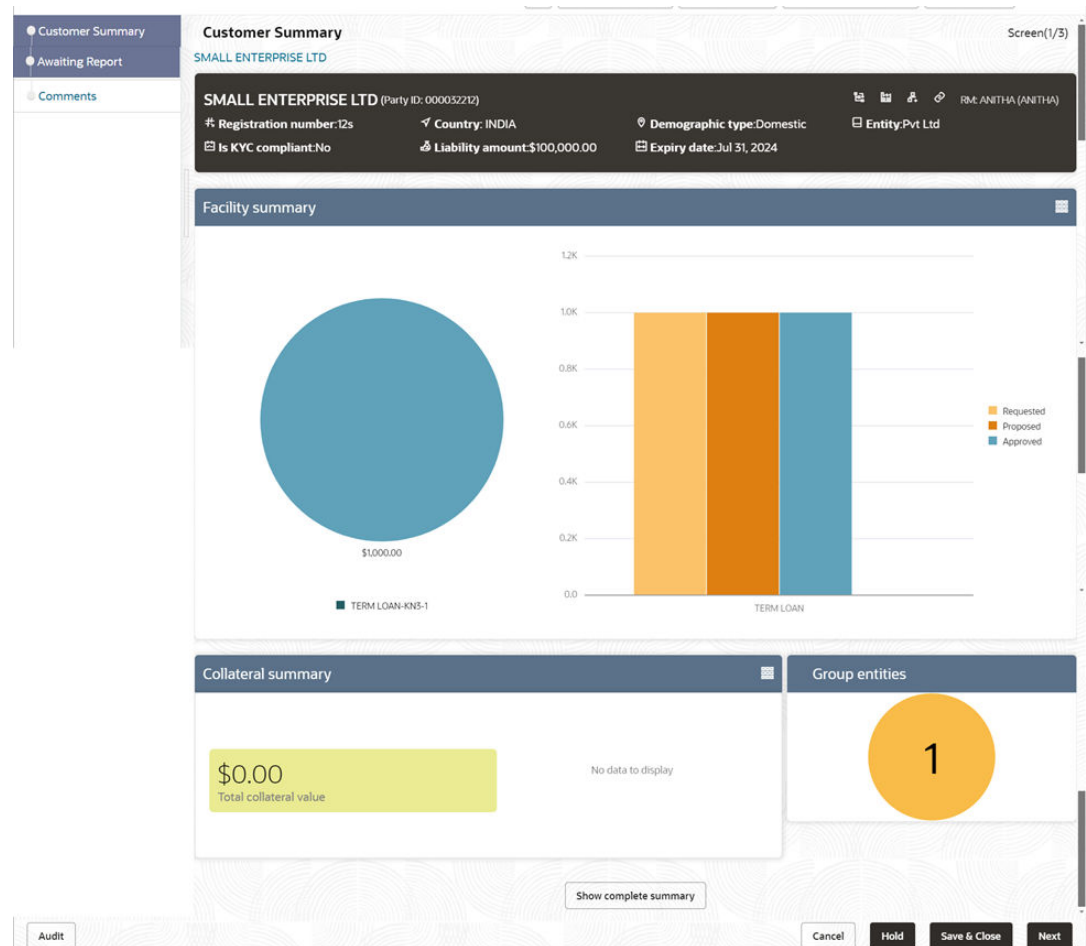 Customer Summary
Awaiting Report
Comments
Customer Summary
Screen(1/3)
SMALL ENTERPRISE LTD
SMALL ENTERPRISE LTD (Party ID: 000032212)
RM: ANITHA (ANITHA)
Registration number:12s Country: INDIA Demographic type:Domestic Entity:Pvt Ltd
Is KYC compliant:No Liability amount:$100,000.00 Expiry date:Jul 31, 2024
Facility summary
$1,000.00
TERM LOAN-KN3-1
1.2K
1.0K
0.8K
0.6K
0.4K
0.2K
0.0
TERM LOAN
Requested
Proposed
Approved
Collateral summary
$0.00
Total collateral value
No data to display
Group entities
1
Show complete summary
Audit Cancel Hold Save & Close Next